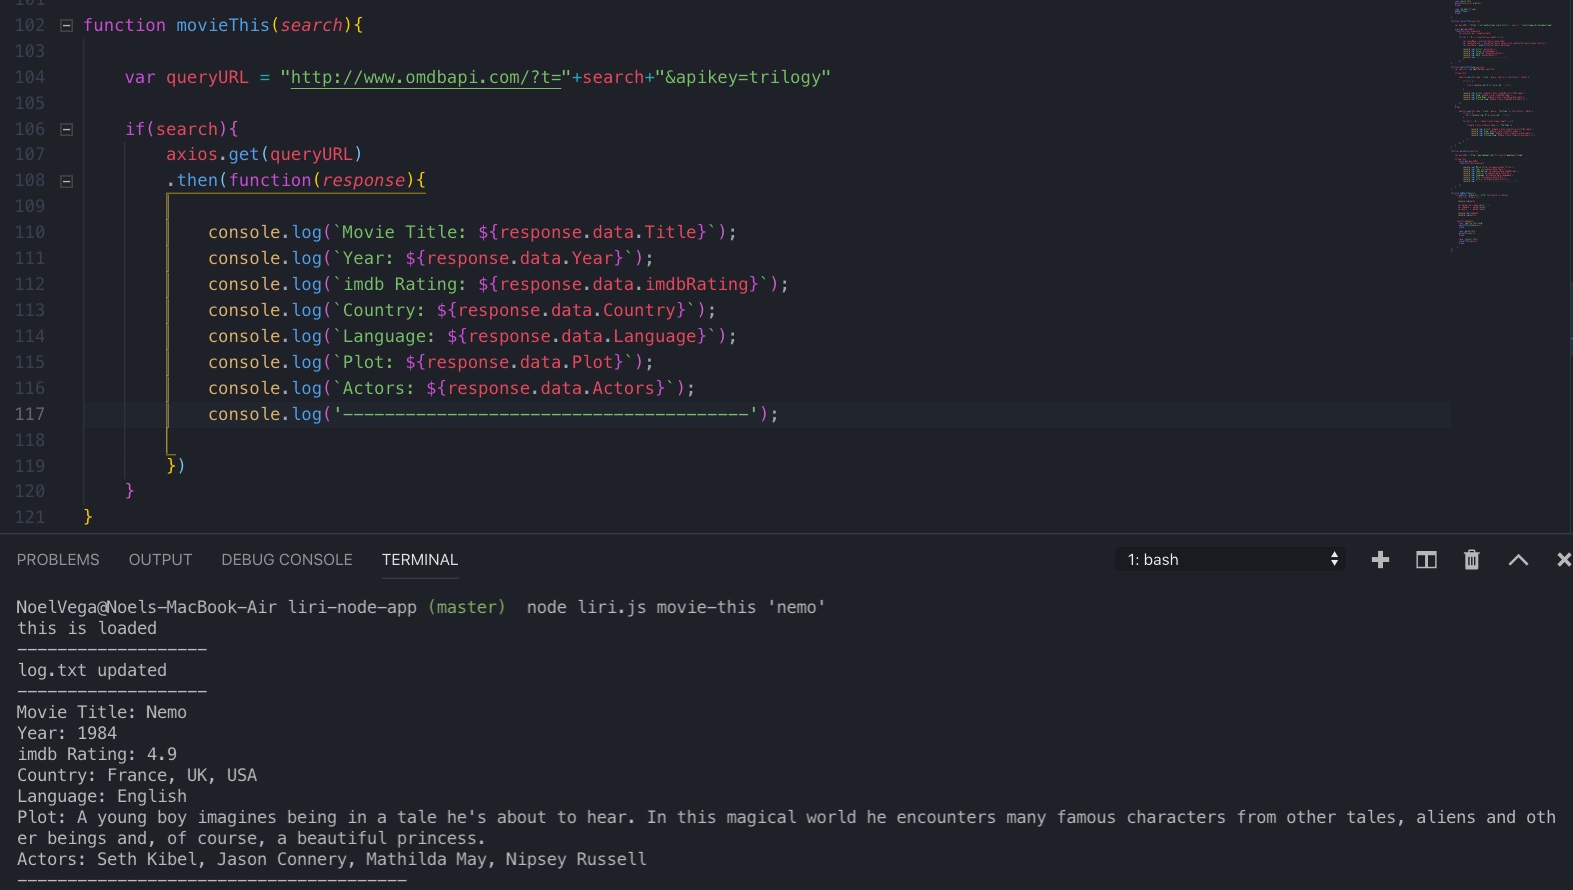 101
102 function movieThis(search){
103
104 var queryURL = "http://www.omdbapi.com/?t="+search+"&apikey=trilogy"
105
106 if(search){
107 axios.get(queryURL)
108 .then(function(response){
109
110 console.log(`Movie Title: ${response.data.Title}`);
111 console.log(`Year: ${response.data.Year}`);
112 console.log(`imdb Rating: ${response.data.imdbRating}`);
113 console.log(`Country: ${response.data.Country}`);
114 console.log(`Language: ${response.data.Language}`);
115 console.log(`Plot: ${response.data.Plot}`);
116 console.log(`Actors: ${response.data.Actors}`);
117 console.log('---------------------------------------');
118
119 })
120 }
121 }
PROBLEMS OUTPUT DEBUG CONSOLE TERMINAL 1: bash
NoelVega@Noels-MacBook-Air liri-node-app (master) node liri.js movie-this 'nemo'
this is loaded
-------------------
log.txt updated
-------------------
Movie Title: Nemo
Year: 1984
imdb Rating: 4.9
Country: France, UK, USA
Language: English
Plot: A young boy imagines being in a tale he's about to hear. In this magical world he encounters many famous characters from other tales, aliens and oth
er beings and, of course, a beautiful princess.
Actors: Seth Kibel, Jason Connery, Mathilda May, Nipsey Russell
---------------------------------------